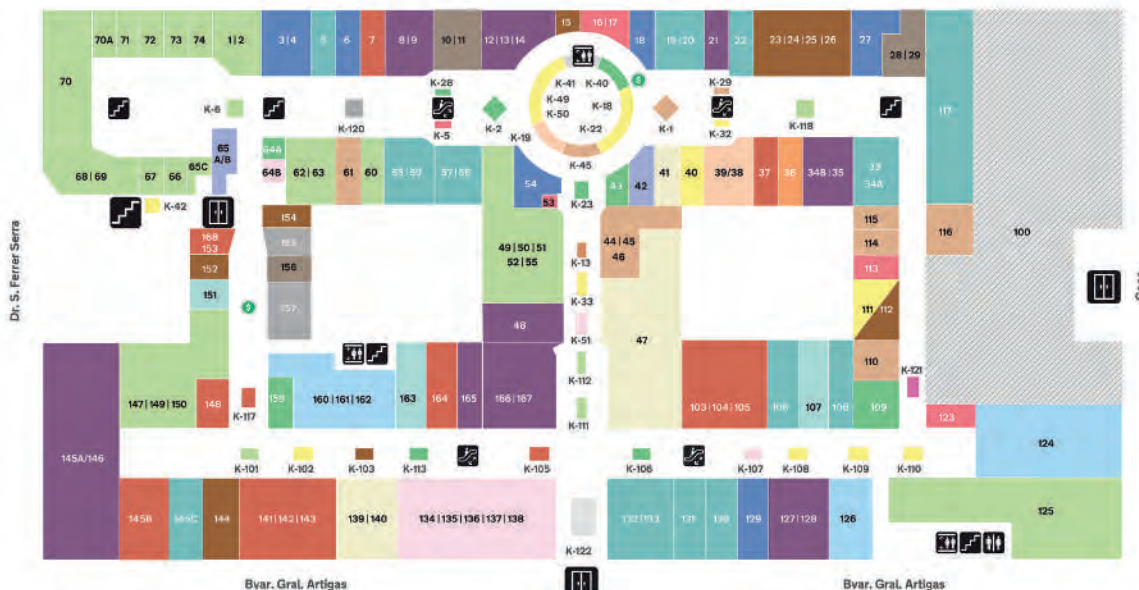 70A 71 72 73 74 1|2 3|4 5 6 7 8|9 10|11 12|13|14 15 16|17 18 19|20 21 22 23|24|25|26 27 28|29
70
K-41 K-40
K-28 K-29
K-49
K-50 K-18
K-6 K-120 K-5 K-2 K-19 K-22 K-1 K-32 K-118
117
K-45
65
A/B
64A
64B
68|69 67 66 65C
62|63 61 60 54 53 43 42 41 40 39/38 37 36 34B|35
34A
K-42
K-23
Dr. S. Ferrer Serra
168
153
152
151
154
156
157
49|50|51
52|55
48
K-13
K-33
K-51
K-112
K-111
44|45
46
47
115
114
113
111 112
110
109
116
100
K-121
123
124
125
147|149|150 148
K-117
160|161|162 163 164 165 166|167
103|104|105 106 107 108
145A/146
K-101 K-102 K-103 K-113 K-105 K-106 K-107 K-108 K-109 K-110
145B 145C 144 141|142|143 139|140 134|135|136|137|138
K-122
132|133 131 130 129 127|128 126
Bvar. Gral. Artigas Bvar. Gral. Artigas